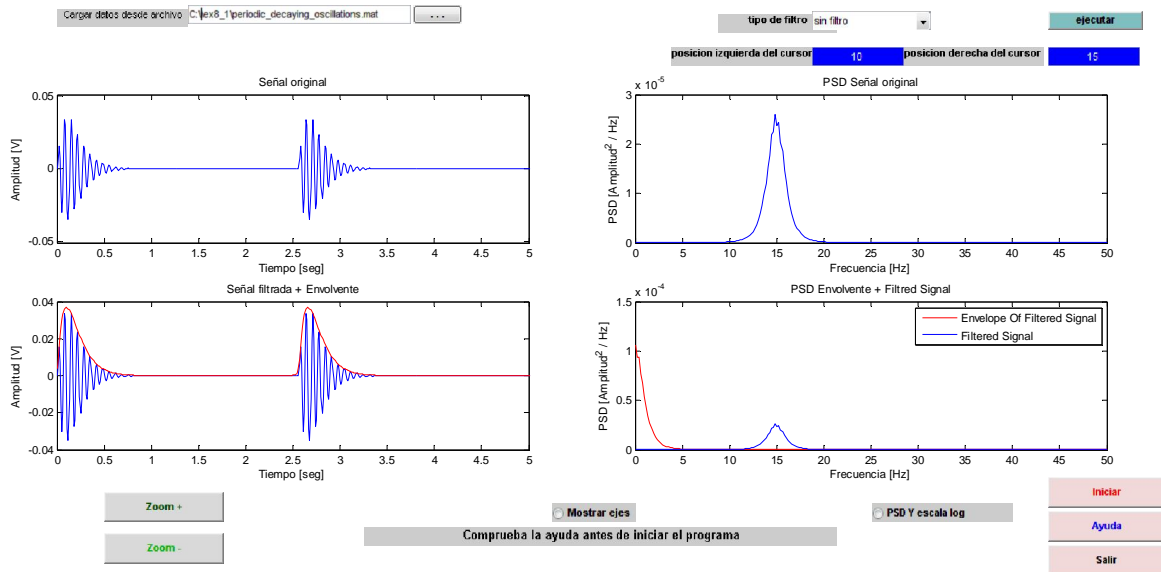 Cargar datos desde archivo C:\ex8_1\periodic_decaying_oscillations.mat ...
tipo de filtro sin filtro ejecutar
posicion izquierda del cursor 10 posicion derecha del cursor 15
Señal original
0.05
0
-0.05
Amplitud [V]
0 0.5 1 1.5 2 2.5 3 3.5 4 4.5 5
Tiempo [seg]
PSD Señal original
x 10^-5
3
2
1
0
PSD [Amplitud^2 / Hz]
0 5 10 15 20 25 30 35 40 45 50
Frecuencia [Hz]
Señal filtrada + Envolvente
0.04
0.02
0
-0.02
-0.04
Amplitud [V]
0 0.5 1 1.5 2 2.5 3 3.5 4 4.5 5
Tiempo [seg]
PSD Envolvente + Filtred Signal
x 10^-4
1.5
1
0.5
0
PSD [Amplitud^2 / Hz]
Envelope Of Filtered Signal
Filtered Signal
0 5 10 15 20 25 30 35 40 45 50
Frecuencia [Hz]
Zoom +
Zoom -
Mostrar ejes
PSD Y escala log
Comprueba la ayuda antes de iniciar el programa
Iniciar
Ayuda
Salir